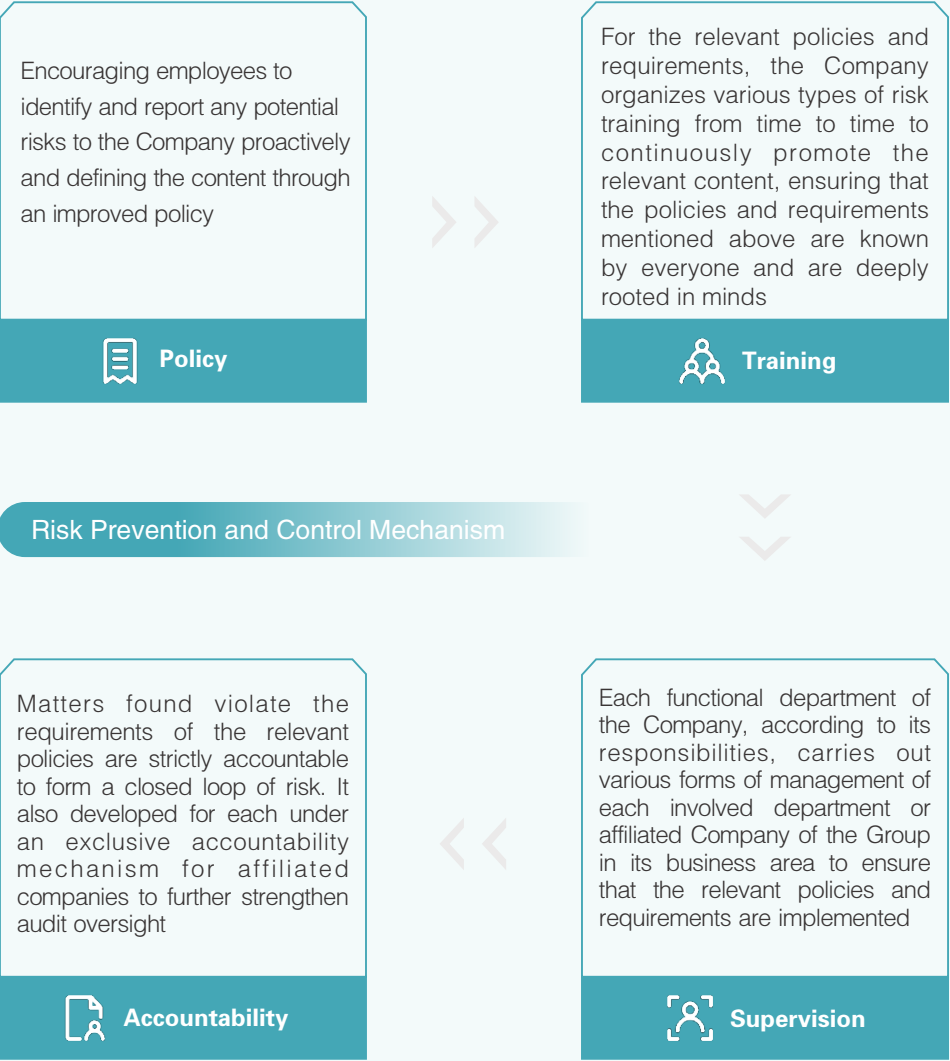 Encouraging employees to
identify and report any potential
risks to the Company proactively
and defining the content through
an improved policy
Policy
For the relevant policies and
requirements, the Company
organizes various types of risk
training from time to time to
continuously promote the
relevant content, ensuring that
the policies and requirements
mentioned above are known
by everyone and are deeply
rooted in minds
Training
Risk Prevention and Control Mechanism
Matters found violate the
requirements of the relevant
policies are strictly accountable
to form a closed loop of risk. It
also developed for each under
an exclusive accountability
mechanism for affiliated
companies to further strengthen
audit oversight
Accountability
Each functional department of
the Company, according to its
responsibilities, carries out
various forms of management of
each involved department or
affiliated Company of the Group
in its business area to ensure
that the relevant policies and
requirements are implemented
Supervision